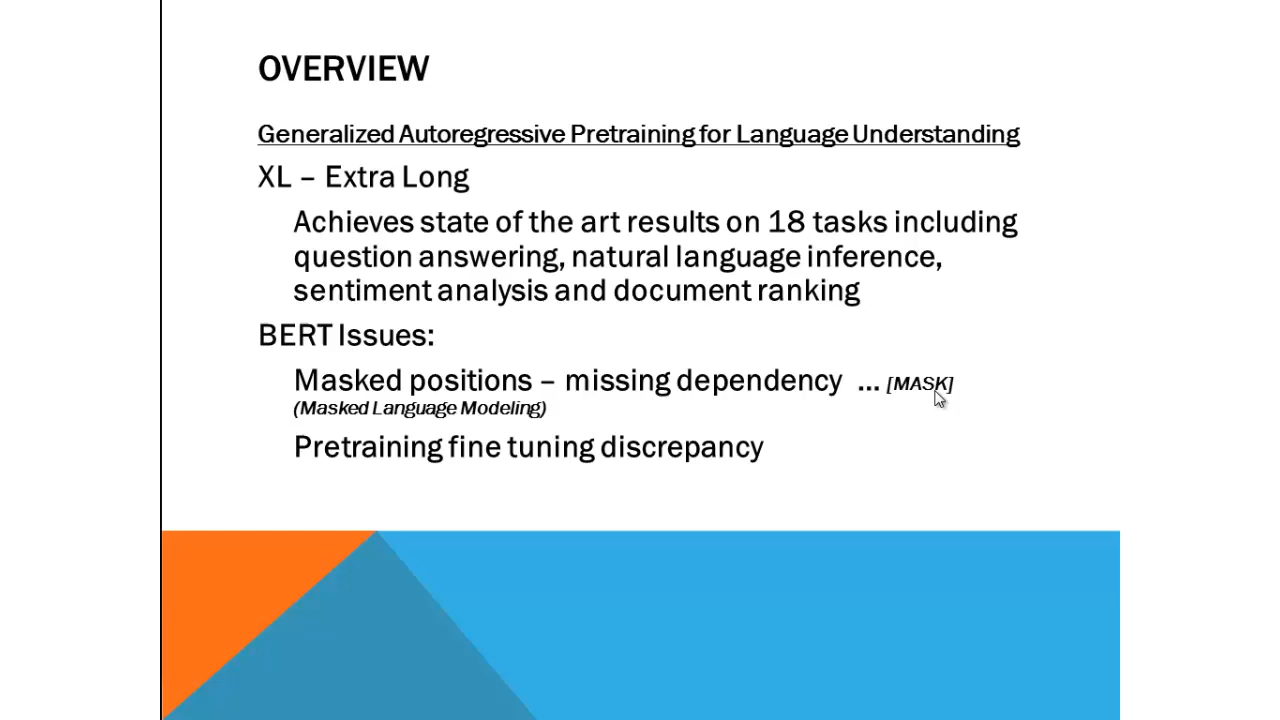 OVERVIEW
Generalized Autoregressive Pretraining for Language Understanding
XL – Extra Long
Achieves state of the art results on 18 tasks including
question answering, natural language inference,
sentiment analysis and document ranking
BERT Issues:
Masked positions – missing dependency … [MASK]
(Masked Language Modeling)
Pretraining fine tuning discrepancy